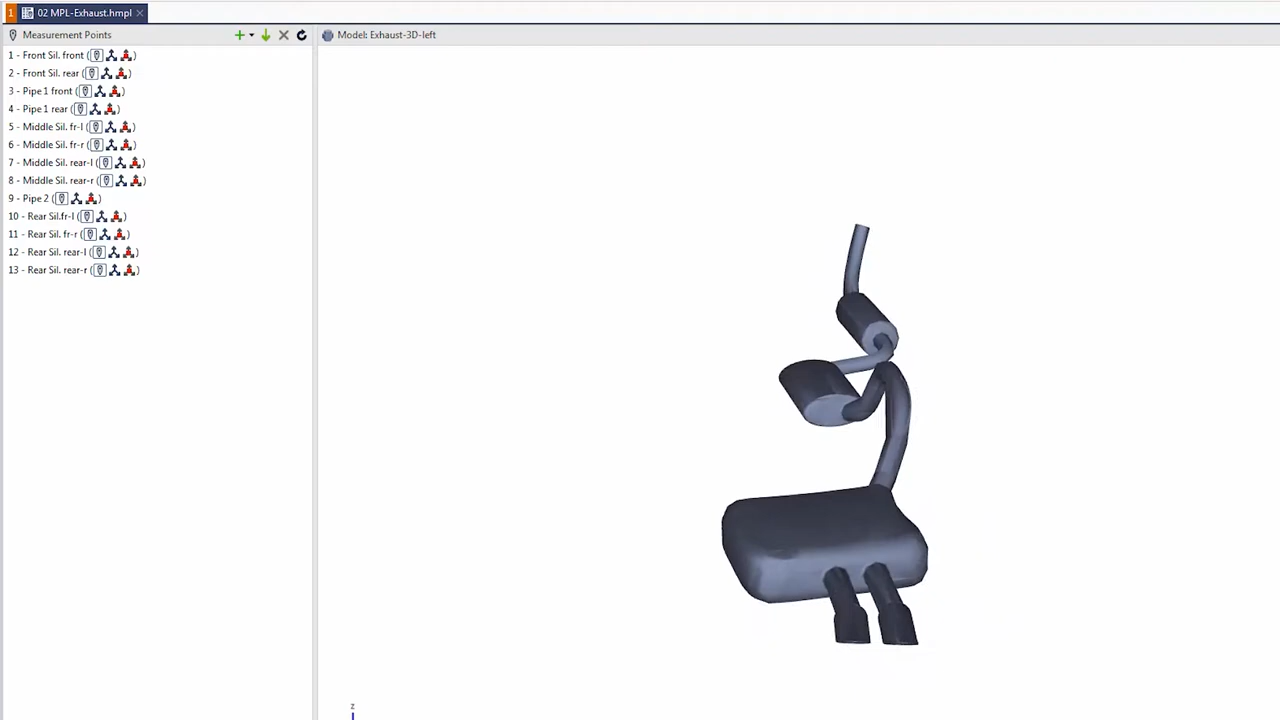 1 02 MPL-Exhaust.hmpl
Measurement Points
Model: Exhaust-3D-left
1 - Front Sil. front ( )
2 - Front Sil. rear ( )
3 - Pipe 1 front ( )
4 - Pipe 1 rear ( )
5 - Middle Sil. fr-l ( )
6 - Middle Sil. fr-r ( )
7 - Middle Sil. rear-l ( )
8 - Middle Sil. rear-r ( )
9 - Pipe 2 ( )
10 - Rear Sil.fr-l ( )
11 - Rear Sil. fr-r ( )
12 - Rear Sil. rear-l ( )
13 - Rear Sil. rear-r ( )
z